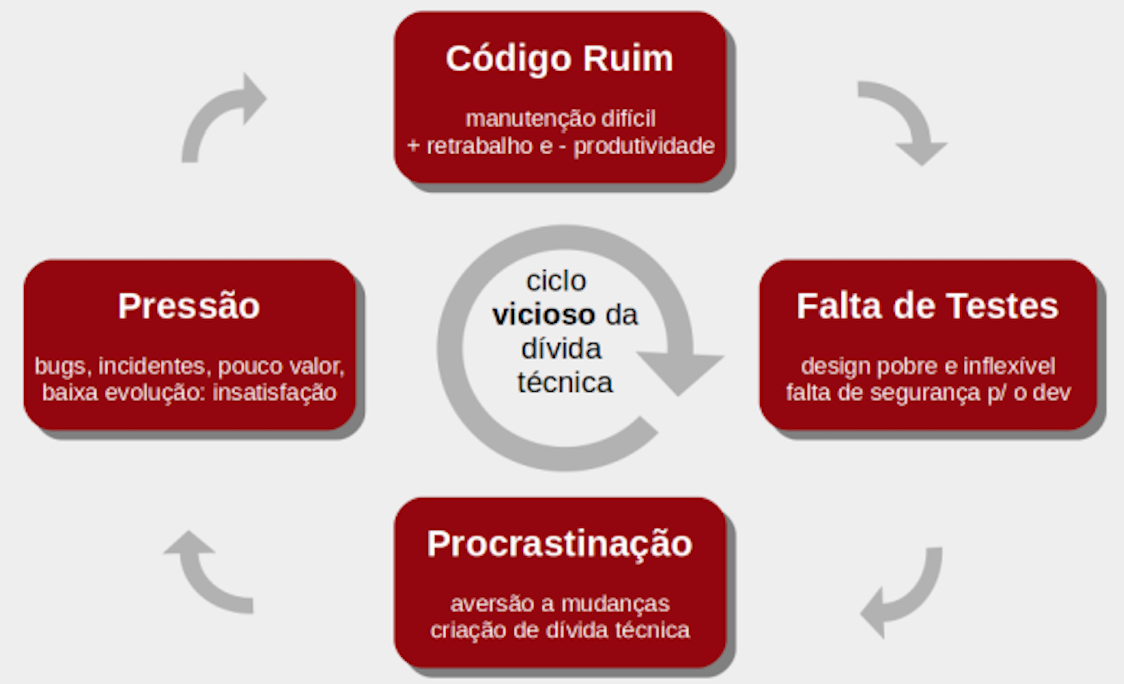 Código Ruim
manutenção difícil
+ retrabalho e - produtividade
Pressão
bugs, incidentes, pouco valor,
baixa evolução: insatisfação
ciclo
vicioso da
dívida
técnica
Falta de Testes
design pobre e inflexível
falta de segurança p/ o dev
Procrastinação
aversão a mudanças
criação de dívida técnica